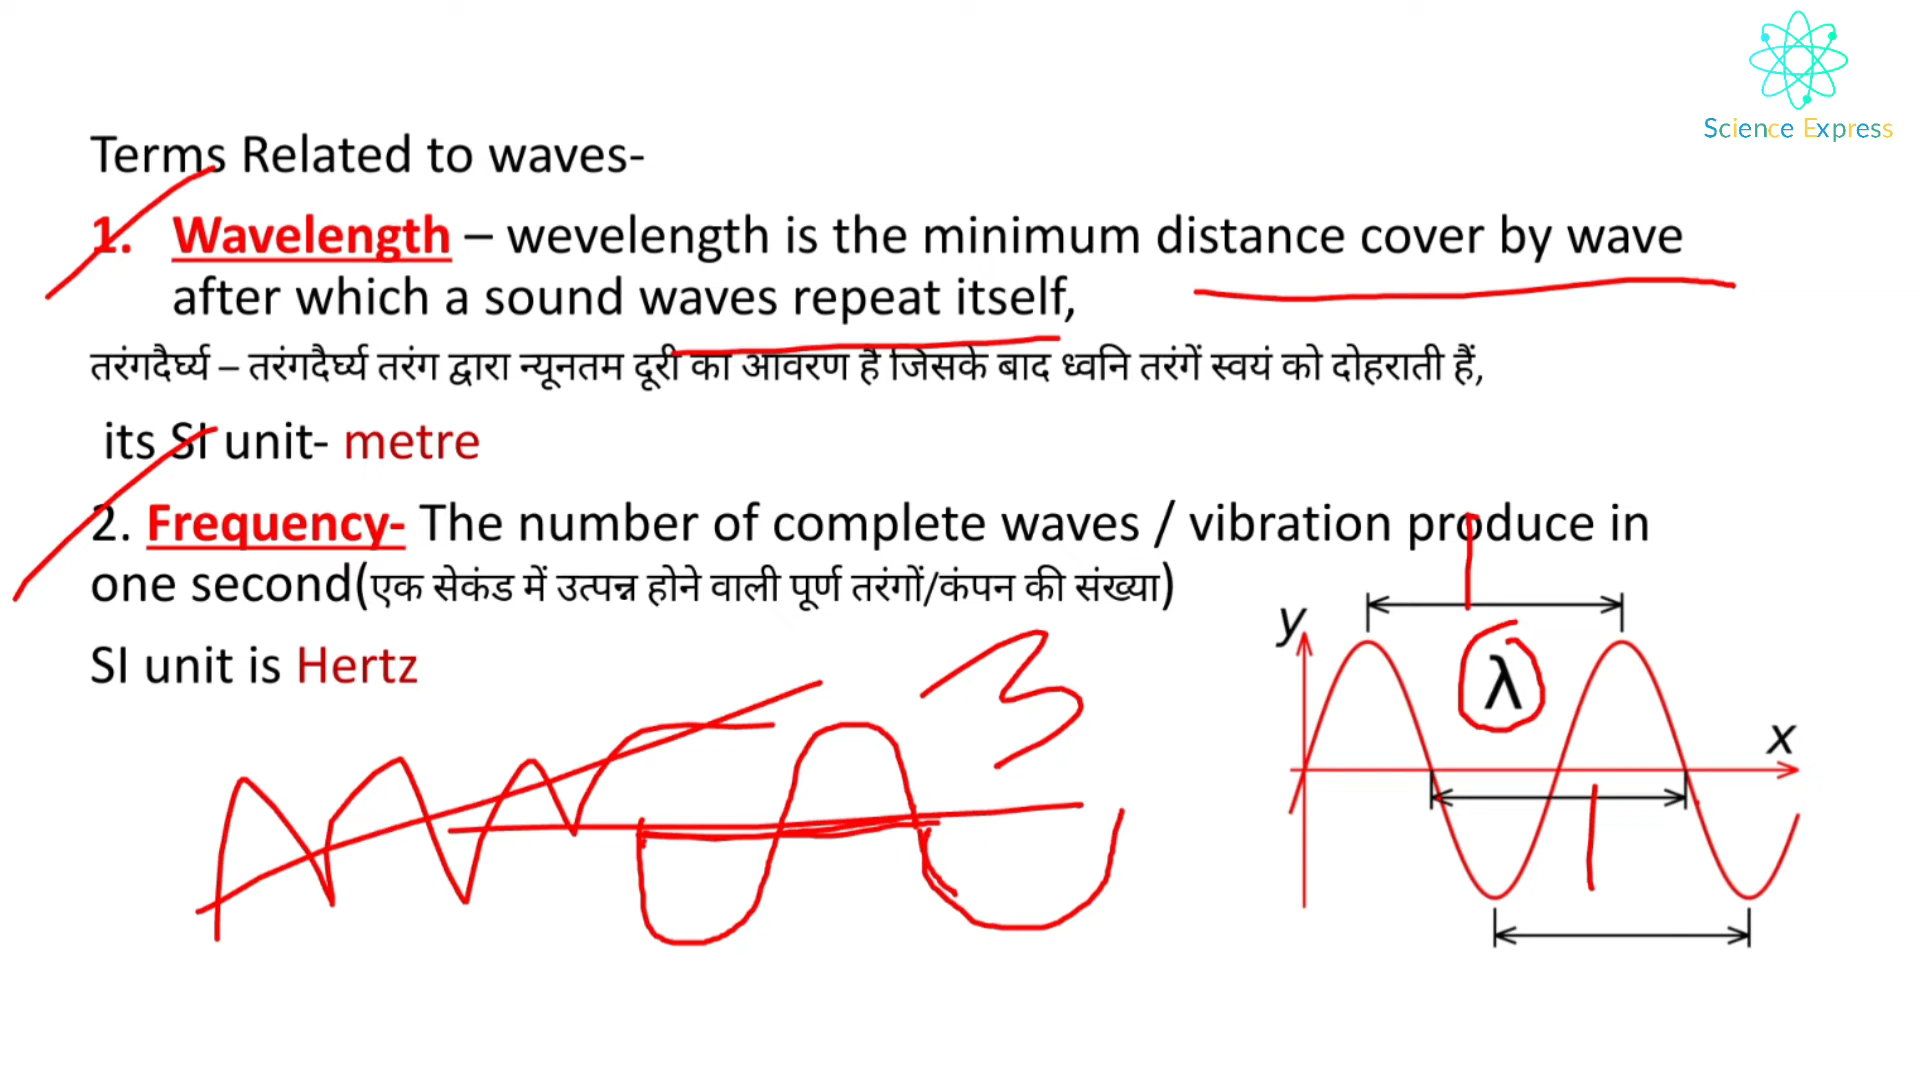 Science Express
Terms Related to waves-
1. Wavelength – wevelength is the minimum distance cover by wave
after which a sound waves repeat itself,
तरंगदैर्घ्य – तरंगदैर्घ्य तरंग द्वारा न्यूनतम दूरी का आवरण है जिसके बाद ध्वनि तरंगें स्वयं को दोहराती हैं,
its SI unit- metre
2. Frequency- The number of complete waves / vibration produce in
one second(एक सेकंड में उत्पन्न होने वाली पूर्ण तरंगों/कंपन की संख्या)
SI unit is Hertz
3
y
λ
x